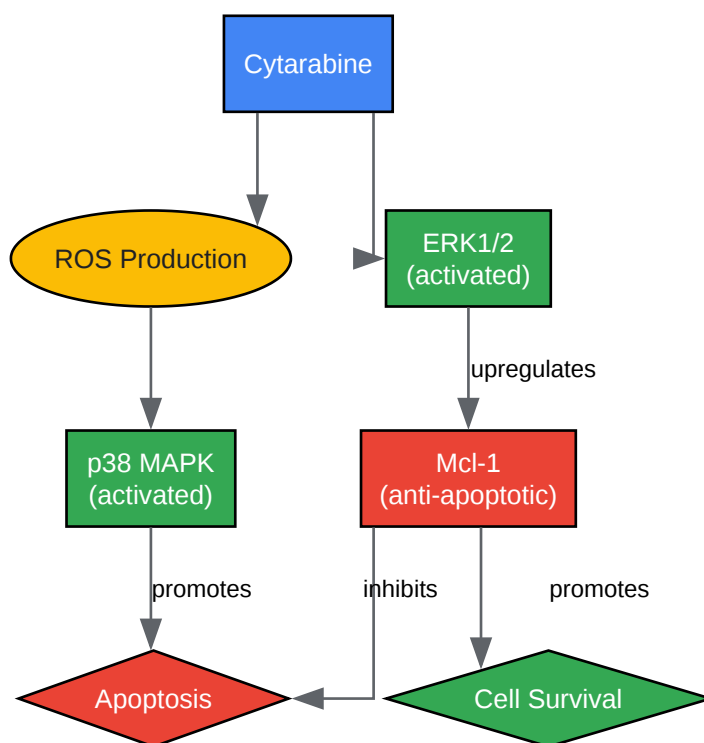 Cytarabine
ROS Production
ERK1/2
(activated)
upregulates
p38 MAPK
(activated)
Mcl-1
(anti-apoptotic)
promotes
inhibits
promotes
Apoptosis
Cell Survival